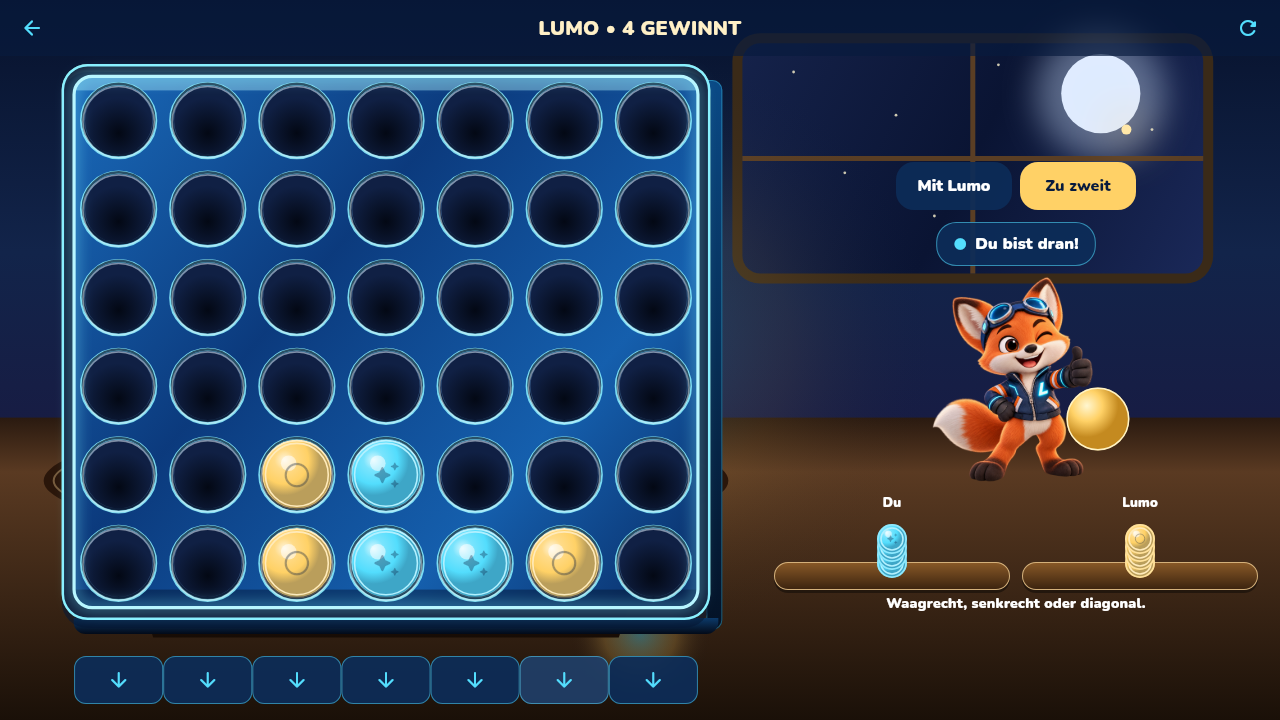 LUMO • 4 GEWINNT
Mit Lumo
Zu zweit
Du bist dran!
L
Du
Lumo
Waagrecht, senkrecht oder diagonal.